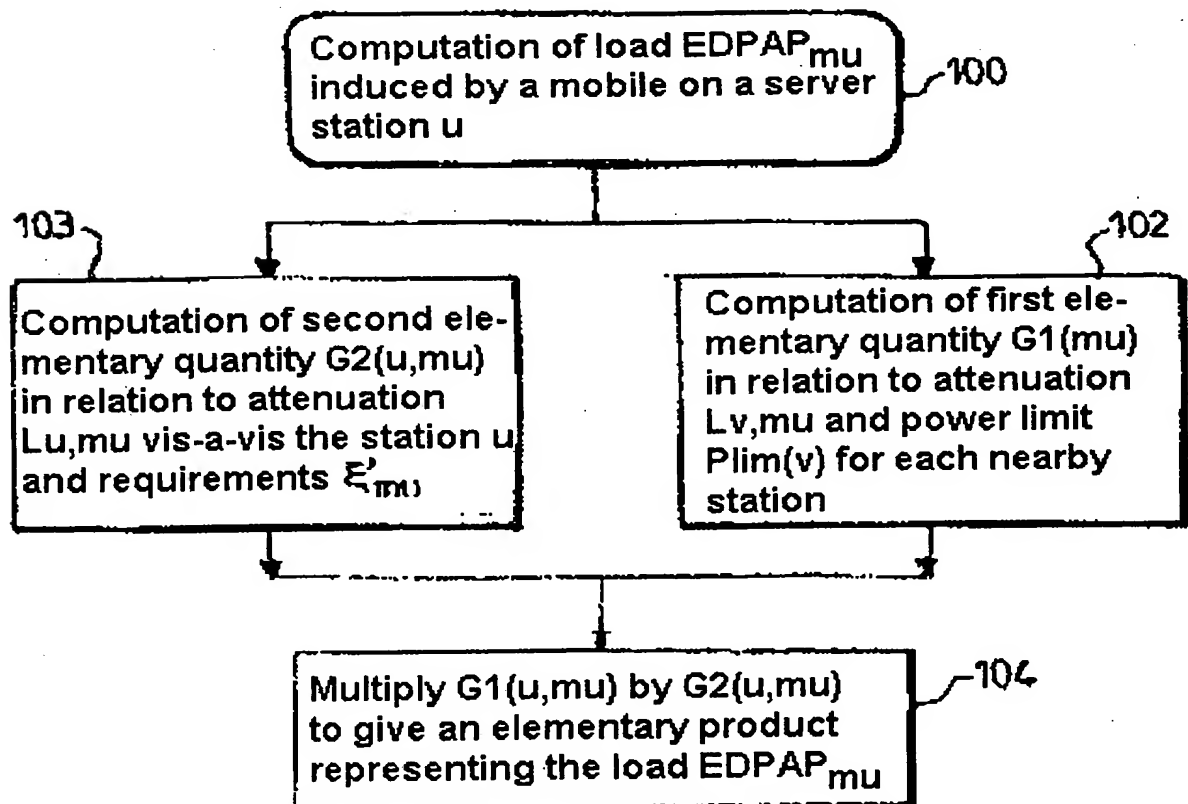 Computation of load EDPAPmu
induced by a mobile on a server
station u
100
103
102
Computation of second ele-
mentary quantity G2(u,mu)
in relation to attenuation
Lu,mu vis-a-vis the station u
and requirements ξ'mu
Computation of first ele-
mentary quantity G1(mu)
in relation to attenuation
Lv,mu and power limit
Plim(v) for each nearby
station
Multiply G1(u,mu) by G2(u,mu)
to give an elementary product
representing the load EDPAPmu
104